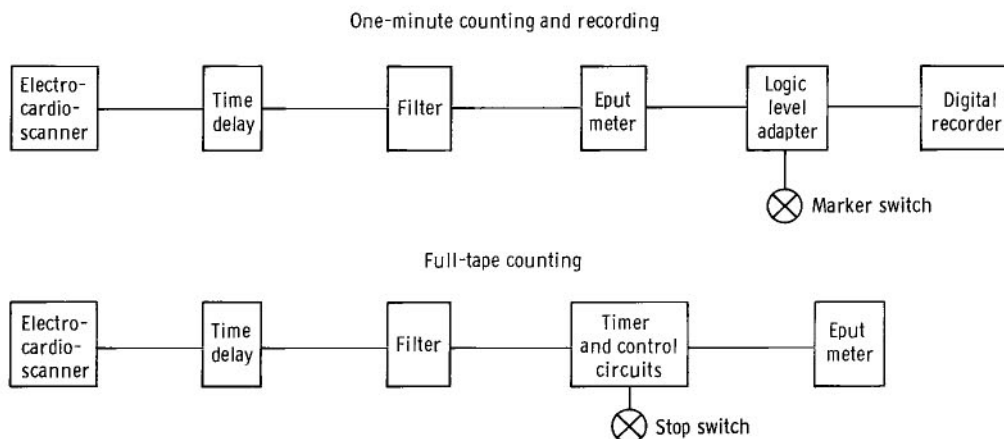 One-minute counting and recording
Electro-
cardio-
scanner
Time
delay
Filter
Eput
meter
Logic
level
adapter
Digital
recorder
Marker switch
Full-tape counting
Electro-
cardio-
scanner
Time
delay
Filter
Timer
and control
circuits
Eput
meter
Stop switch